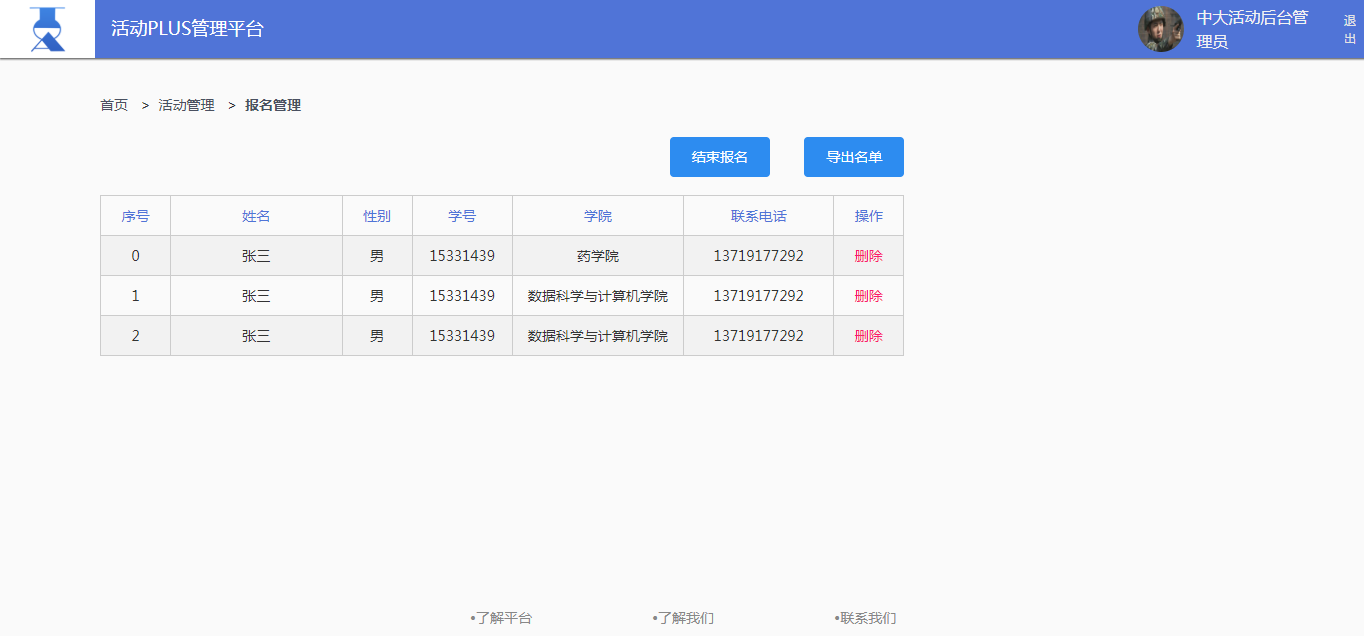 活动PLUS管理平台
中大活动后台管
理员
退
出
首页 > 活动管理 > 报名管理
结束报名 导出名单
序号 姓名 性别 学号 学院 联系电话 操作
0 张三 男 15331439 药学院 13719177292 删除
1 张三 男 15331439 数据科学与计算机学院 13719177292 删除
2 张三 男 15331439 数据科学与计算机学院 13719177292 删除
•了解平台 •了解我们 •联系我们